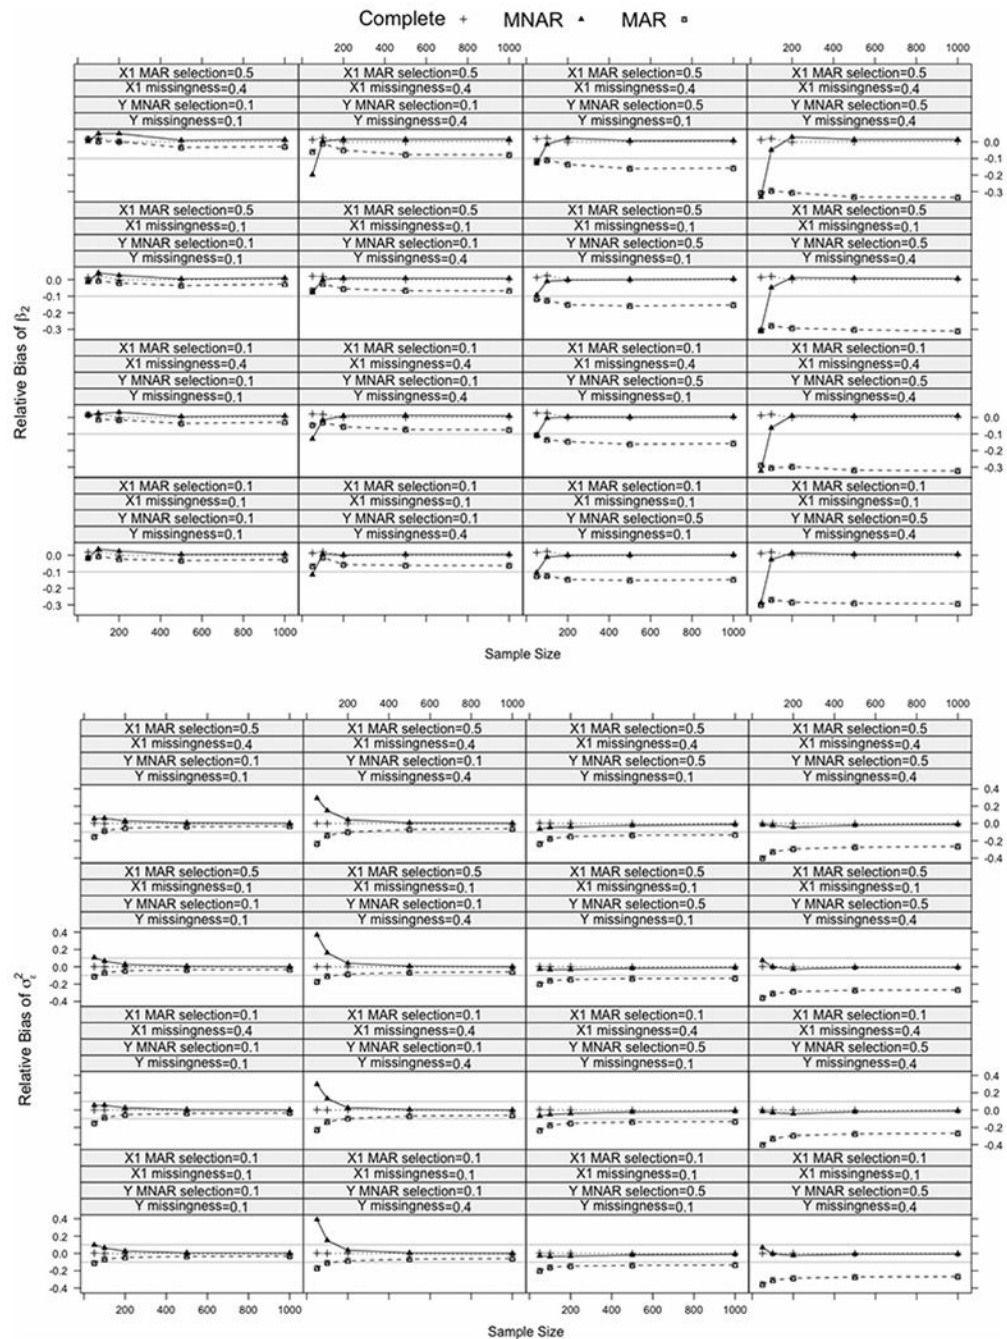 Complete + MNAR ▲ MAR
200 400 600 800 1000 200 400 600 800 1000
X1 MAR selection=0.5 X1 MAR selection=0.5 X1 MAR selection=0.5 X1 MAR selection=0.5
X1 missingness=0.4 X1 missingness=0.4 X1 missingness=0.4 X1 missingness=0.4
Y MNAR selection=0.1 Y MNAR selection=0.1 Y MNAR selection=0.5 Y MNAR selection=0.5
Y missingness=0.1 Y missingness=0.4 Y missingness=0.1 Y missingness=0.4
0.0
-0.1
-0.2
-0.3
X1 MAR selection=0.5 X1 MAR selection=0.5 X1 MAR selection=0.5 X1 MAR selection=0.5
X1 missingness=0.1 X1 missingness=0.1 X1 missingness=0.1 X1 missingness=0.1
Y MNAR selection=0.1 Y MNAR selection=0.1 Y MNAR selection=0.5 Y MNAR selection=0.5
Y missingness=0.1 Y missingness=0.4 Y missingness=0.1 Y missingness=0.4
0.0
-0.1
-0.2
-0.3
Relative Bias of β2
X1 MAR selection=0.1 X1 MAR selection=0.1 X1 MAR selection=0.1 X1 MAR selection=0.1
X1 missingness=0.4 X1 missingness=0.4 X1 missingness=0.4 X1 missingness=0.4
Y MNAR selection=0.1 Y MNAR selection=0.1 Y MNAR selection=0.5 Y MNAR selection=0.5
Y missingness=0.1 Y missingness=0.4 Y missingness=0.1 Y missingness=0.4
0.0
-0.1
-0.2
-0.3
X1 MAR selection=0.1 X1 MAR selection=0.1 X1 MAR selection=0.1 X1 MAR selection=0.1
X1 missingness=0.1 X1 missingness=0.1 X1 missingness=0.1 X1 missingness=0.1
Y MNAR selection=0.1 Y MNAR selection=0.1 Y MNAR selection=0.5 Y MNAR selection=0.5
Y missingness=0.1 Y missingness=0.4 Y missingness=0.1 Y missingness=0.4
0.0
-0.1
-0.2
-0.3
200 400 600 800 1000 200 400 600 800 1000
Sample Size
0 200 400 600 800 1000 0 200 400 600 800 1000
X1 MAR selection=0.5 X1 MAR selection=0.5 X1 MAR selection=0.5 X1 MAR selection=0.5
X1 missingness=0.4 X1 missingness=0.4 X1 missingness=0.4 X1 missingness=0.4
Y MNAR selection=0.1 Y MNAR selection=0.1 Y MNAR selection=0.5 Y MNAR selection=0.5
Y missingness=0.1 Y missingness=0.4 Y missingness=0.1 Y missingness=0.4
0.4
0.2
0.0
-0.2
-0.4
X1 MAR selection=0.5 X1 MAR selection=0.5 X1 MAR selection=0.5 X1 MAR selection=0.5
X1 missingness=0.1 X1 missingness=0.1 X1 missingness=0.1 X1 missingness=0.1
Y MNAR selection=0.1 Y MNAR selection=0.1 Y MNAR selection=0.5 Y MNAR selection=0.5
Y missingness=0.1 Y missingness=0.4 Y missingness=0.1 Y missingness=0.4
0.4
0.2
0.0
-0.2
-0.4
Relative Bias of σε²
X1 MAR selection=0.1 X1 MAR selection=0.1 X1 MAR selection=0.1 X1 MAR selection=0.1
X1 missingness=0.4 X1 missingness=0.4 X1 missingness=0.4 X1 missingness=0.4
Y MNAR selection=0.1 Y MNAR selection=0.1 Y MNAR selection=0.5 Y MNAR selection=0.5
Y missingness=0.1 Y missingness=0.4 Y missingness=0.1 Y missingness=0.4
0.4
0.2
0.0
-0.2
-0.4
X1 MAR selection=0.1 X1 MAR selection=0.1 X1 MAR selection=0.1 X1 MAR selection=0.1
X1 missingness=0.1 X1 missingness=0.1 X1 missingness=0.1 X1 missingness=0.1
Y MNAR selection=0.1 Y MNAR selection=0.1 Y MNAR selection=0.5 Y MNAR selection=0.5
Y missingness=0.1 Y missingness=0.4 Y missingness=0.1 Y missingness=0.4
0.4
0.2
0.0
-0.2
-0.4
0 200 400 600 800 1000 0 200 400 600 800 1000
Sample Size